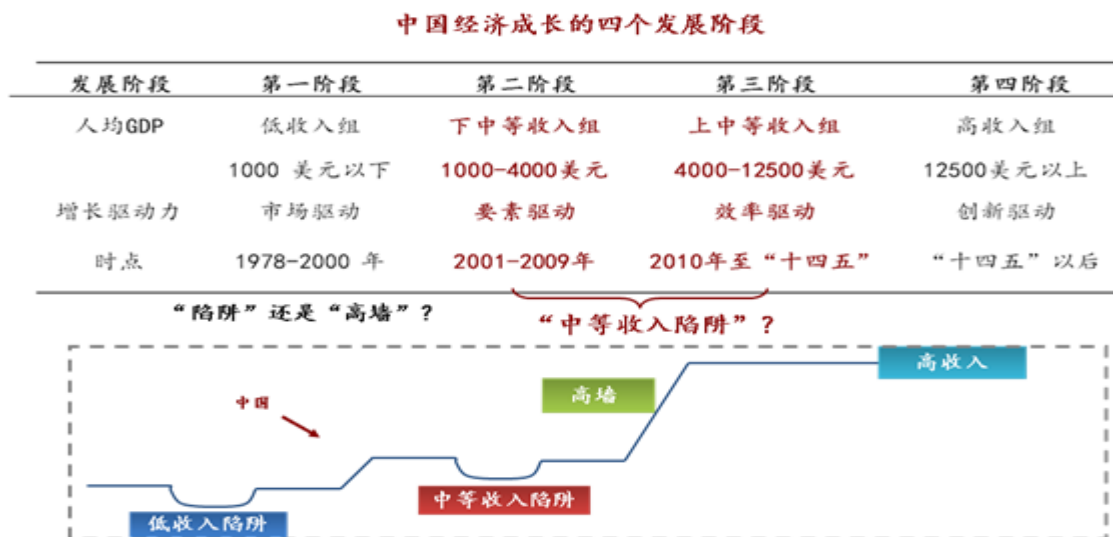 中国经济成长的四个发展阶段
发展阶段 第一阶段 第二阶段 第三阶段 第四阶段
人均GDP 低收入组 下中等收入组 上中等收入组 高收入组
1000 美元以下 1000-4000美元 4000-12500美元 12500美元以上
增长驱动力 市场驱动 要素驱动 效率驱动 创新驱动
时点 1978-2000 年 2001-2009年 2010年至“十四五” “十四五”以后
“陷阱”还是“高墙”？ “中等收入陷阱”？
高收入
高墙
中国
中等收入陷阱
低收入陷阱